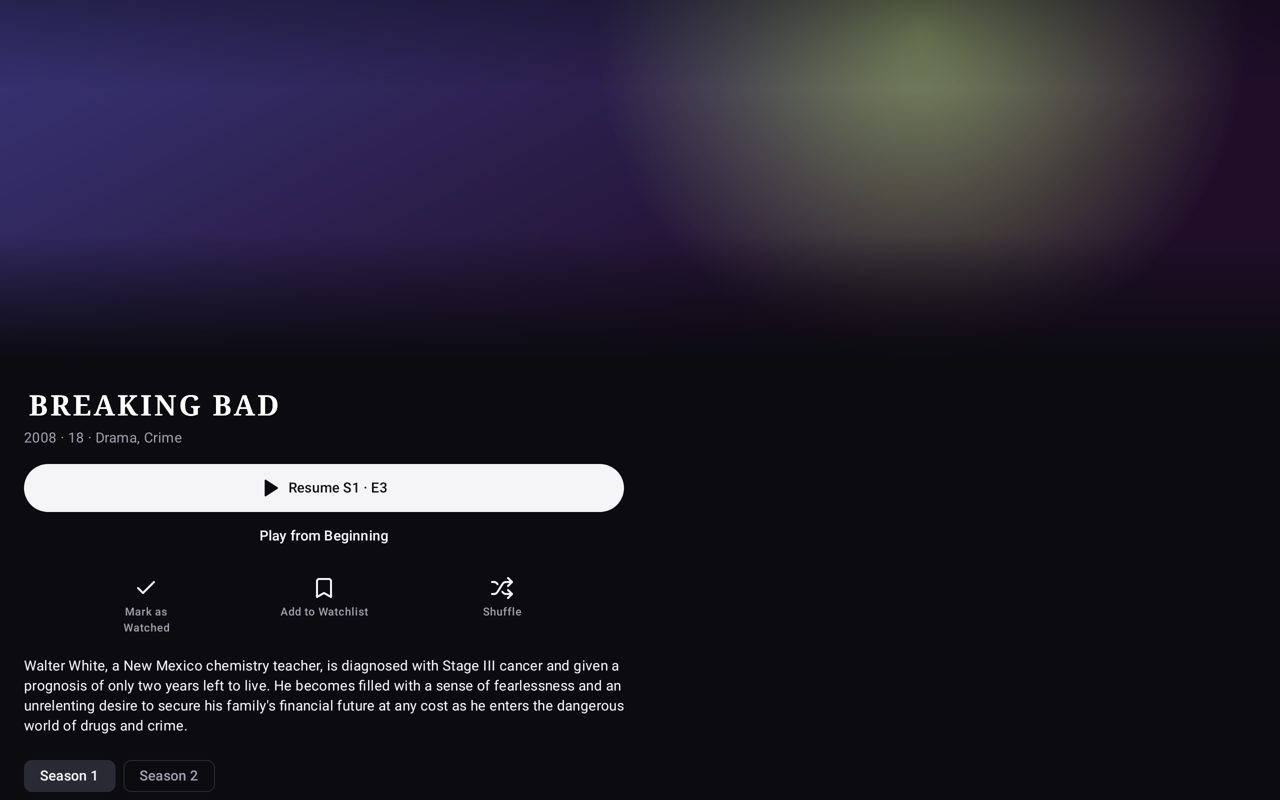 BREAKING BAD
2008 · 18 · Drama, Crime
Resume S1 · E3
Play from Beginning
Mark as
Watched
Add to Watchlist
Shuffle
Walter White, a New Mexico chemistry teacher, is diagnosed with Stage III cancer and given a
prognosis of only two years left to live. He becomes filled with a sense of fearlessness and an
unrelenting desire to secure his family's financial future at any cost as he enters the dangerous
world of drugs and crime.
Season 1
Season 2